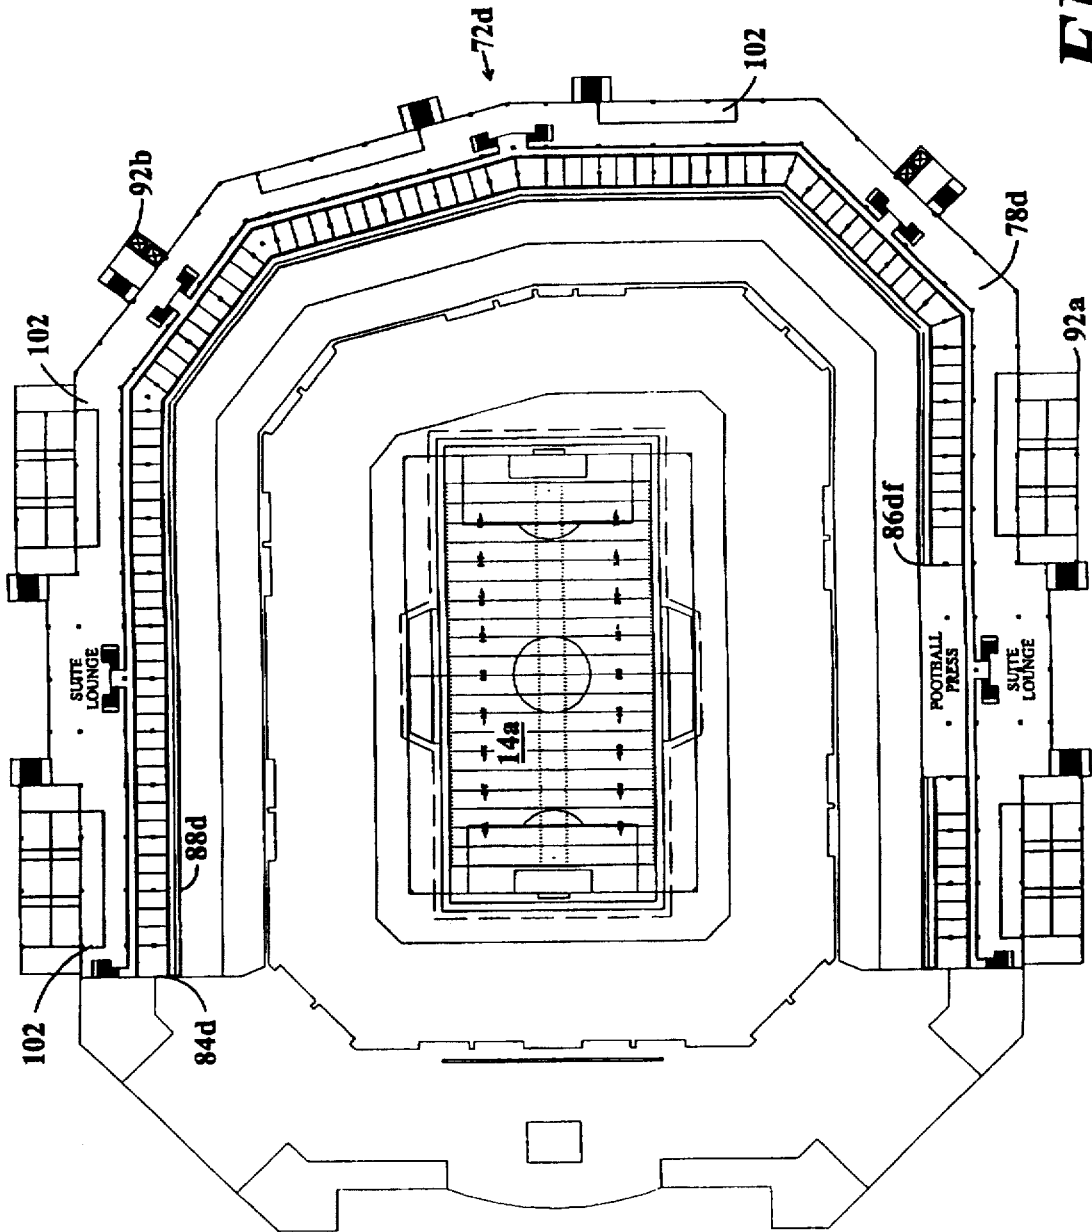 102
102
SUITE
LOUNGE
92b
88d
84d
72d
14a
102
86df
FOOTBALL
PRESS
78d
SUITE
LOUNGE
92a